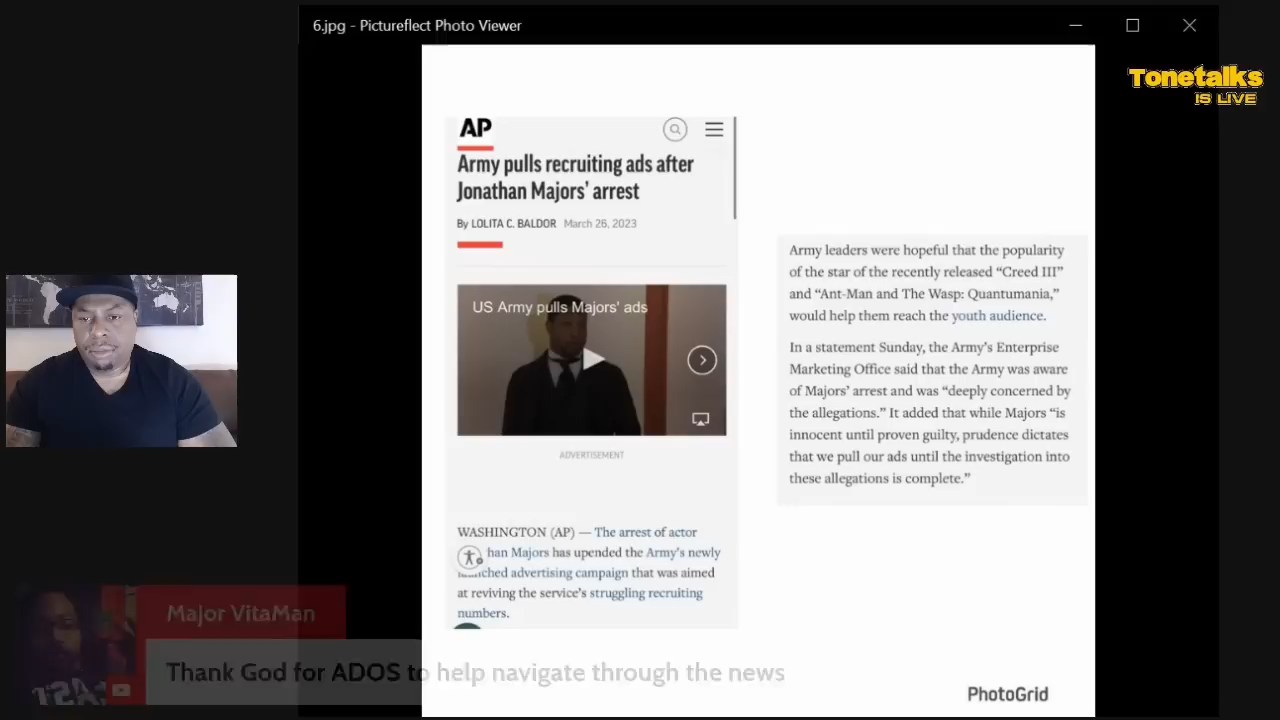 6.jpg - Pictureflect Photo Viewer
Tonetalks
IS LIVE
AP
Army pulls recruiting ads after
Jonathan Majors' arrest
By LOLITA C. BALDOR March 26, 2023
US Army pulls Majors' ads
ADVERTISEMENT
WASHINGTON (AP) — The arrest of actor
han Majors has upended the Army's newly
launched advertising campaign that was aimed
at reviving the service's struggling recruiting
numbers.
Army leaders were hopeful that the popularity
of the star of the recently released “Creed III”
and “Ant-Man and The Wasp: Quantumania,”
would help them reach the youth audience.
In a statement Sunday, the Army's Enterprise
Marketing Office said that the Army was aware
of Majors' arrest and was “deeply concerned by
the allegations.” It added that while Majors “is
innocent until proven guilty, prudence dictates
that we pull our ads until the investigation into
these allegations is complete.”
Major VitaMan
Thank God for ADOS to help navigate through the news
PhotoGrid